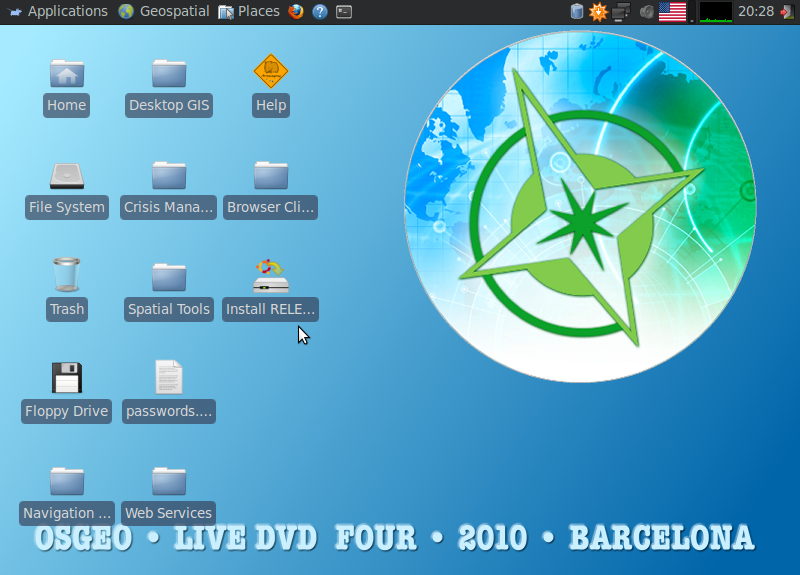 Applications Geospatial Places 20:28
Home Desktop GIS Help
File System Crisis Mana... Browser Cli...
Trash Spatial Tools Install RELE...
Floppy Drive passwords....
Navigation ... Web Services
OSGEO • LIVE DVD FOUR • 2010 • BARCELONA